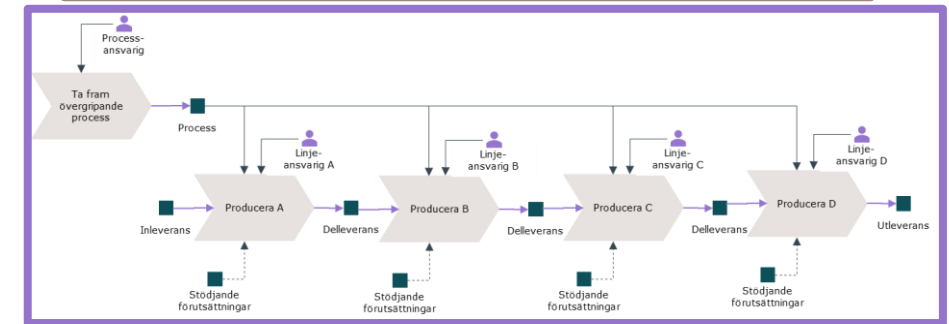 Process-
ansvarig
Ta fram
övergripande
process
Process
Linje-
ansvarig A
Linje-
ansvarig B
Linje-
ansvarig C
Linje-
ansvarig D
Inleverans
Producera A
Delleverans
Producera B
Delleverans
Producera C
Delleverans
Producera D
Utleverans
Stödjande
förutsättningar
Stödjande
förutsättningar
Stödjande
förutsättningar
Stödjande
förutsättningar